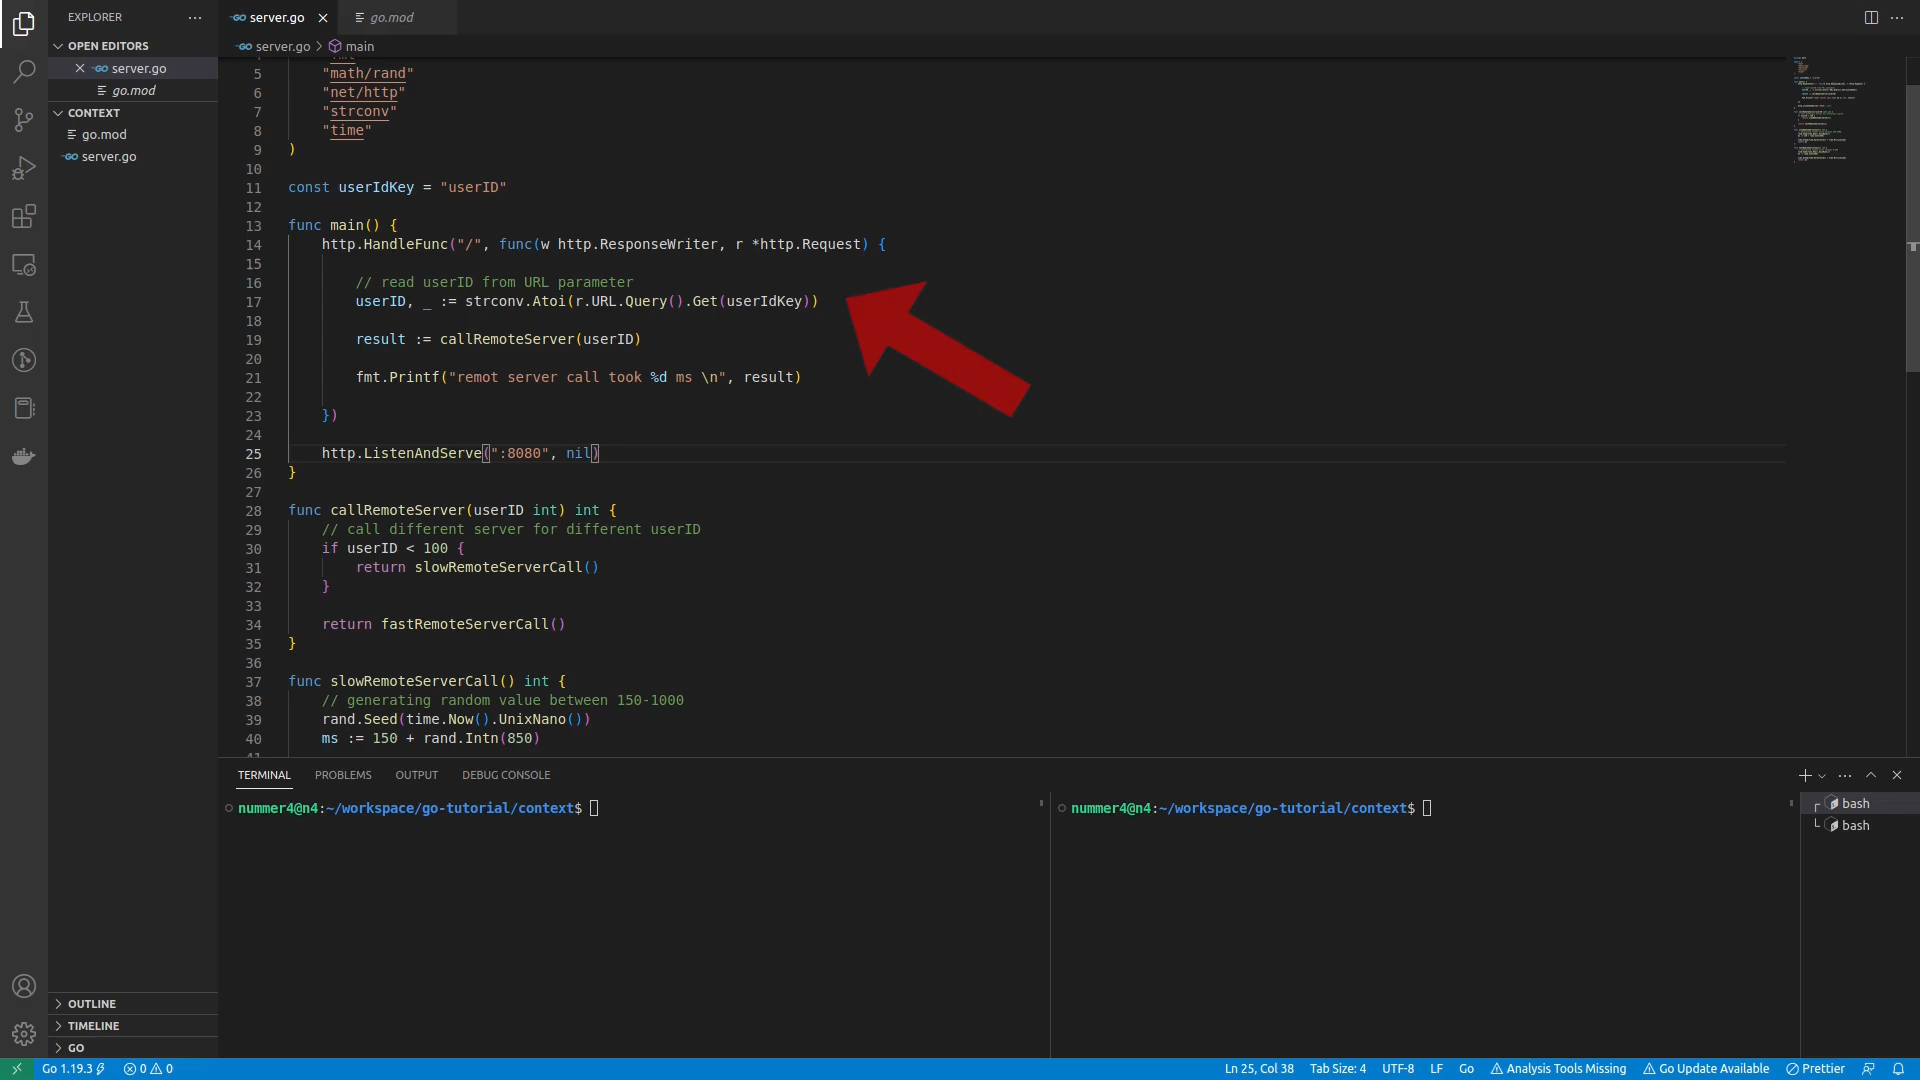 EXPLORER
server.go
go.mod
OPEN EDITORS
server.go
go.mod
CONTEXT
go.mod
server.go
OUTLINE
TIMELINE
GO
server.go > main
5 "math/rand"
6 "net/http"
7 "strconv"
8 "time"
9 )
10
11 const userIdKey = "userID"
12
13 func main() {
14 http.HandleFunc("/", func(w http.ResponseWriter, r *http.Request) {
15
16 // read userID from URL parameter
17 userID, _ := strconv.Atoi(r.URL.Query().Get(userIdKey))
18
19 result := callRemoteServer(userID)
20
21 fmt.Printf("remot server call took %d ms \n", result)
22
23 })
24
25 http.ListenAndServe(":8080", nil)
26 }
27
28 func callRemoteServer(userID int) int {
29 // call different server for different userID
30 if userID < 100 {
31 return slowRemoteServerCall()
32 }
33
34 return fastRemoteServerCall()
35 }
36
37 func slowRemoteServerCall() int {
38 // generating random value between 150-1000
39 rand.Seed(time.Now().UnixNano())
40 ms := 150 + rand.Intn(850)
TERMINAL PROBLEMS OUTPUT DEBUG CONSOLE
nummer4@n4:~/workspace/go-tutorial/context$
nummer4@n4:~/workspace/go-tutorial/context$
bash
bash
Go 1.19.3 0 0 Ln 25, Col 38 Tab Size: 4 UTF-8 LF Go Analysis Tools Missing Go Update Available Prettier